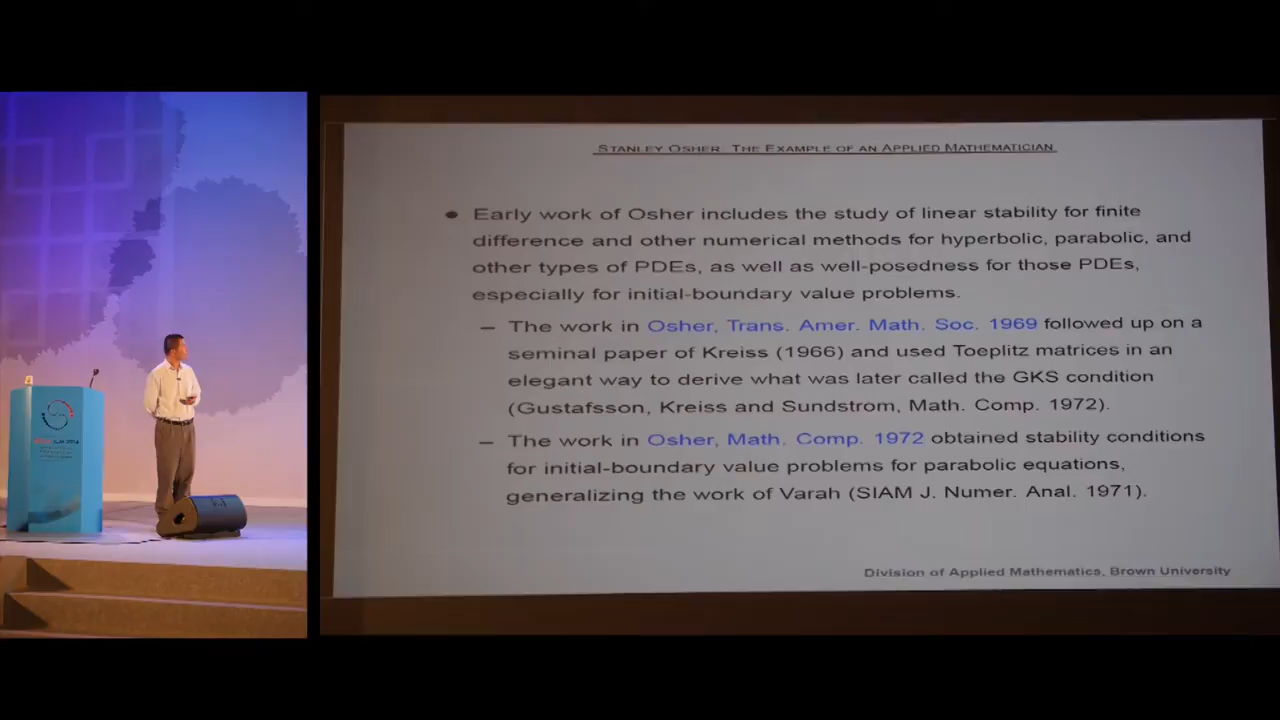 STANLEY OSHER: THE EXAMPLE OF AN APPLIED MATHEMATICIAN
● Early work of Osher includes the study of linear stability for finite
difference and other numerical methods for hyperbolic, parabolic, and
other types of PDEs, as well as well-posedness for those PDEs,
especially for initial-boundary value problems.
– The work in Osher, Trans. Amer. Math. Soc. 1969 followed up on a
seminal paper of Kreiss (1966) and used Toeplitz matrices in an
elegant way to derive what was later called the GKS condition
(Gustafsson, Kreiss and Sundstrom, Math. Comp. 1972).
– The work in Osher, Math. Comp. 1972 obtained stability conditions
for initial-boundary value problems for parabolic equations,
generalizing the work of Varah (SIAM J. Numer. Anal. 1971).
Division of Applied Mathematics, Brown University